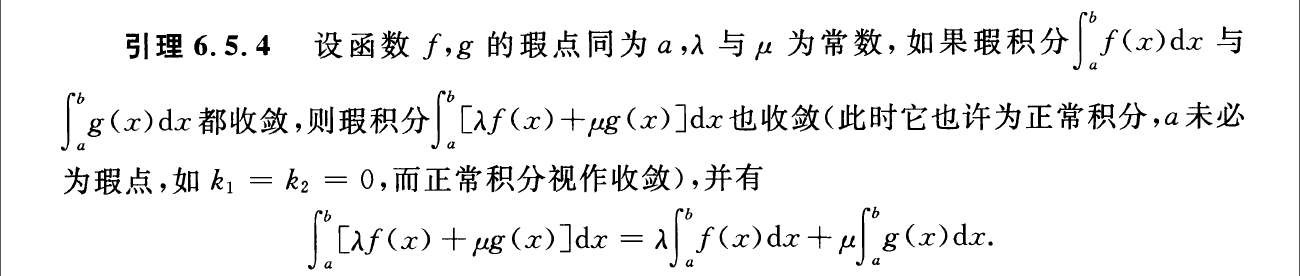 引理 6.5.4 设函数 f,g 的瑕点同为 a,λ 与 μ 为常数,如果瑕积分∫_a^b f(x)dx 与
∫_a^b g(x)dx 都收敛,则瑕积分∫_a^b [λf(x)+μg(x)]dx 也收敛(此时它也许为正常积分,a 未必
为瑕点,如 k₁ = k₂ = 0,而正常积分视作收敛),并有
∫_a^b [λf(x)+μg(x)]dx = λ∫_a^b f(x)dx + μ∫_a^b g(x)dx.